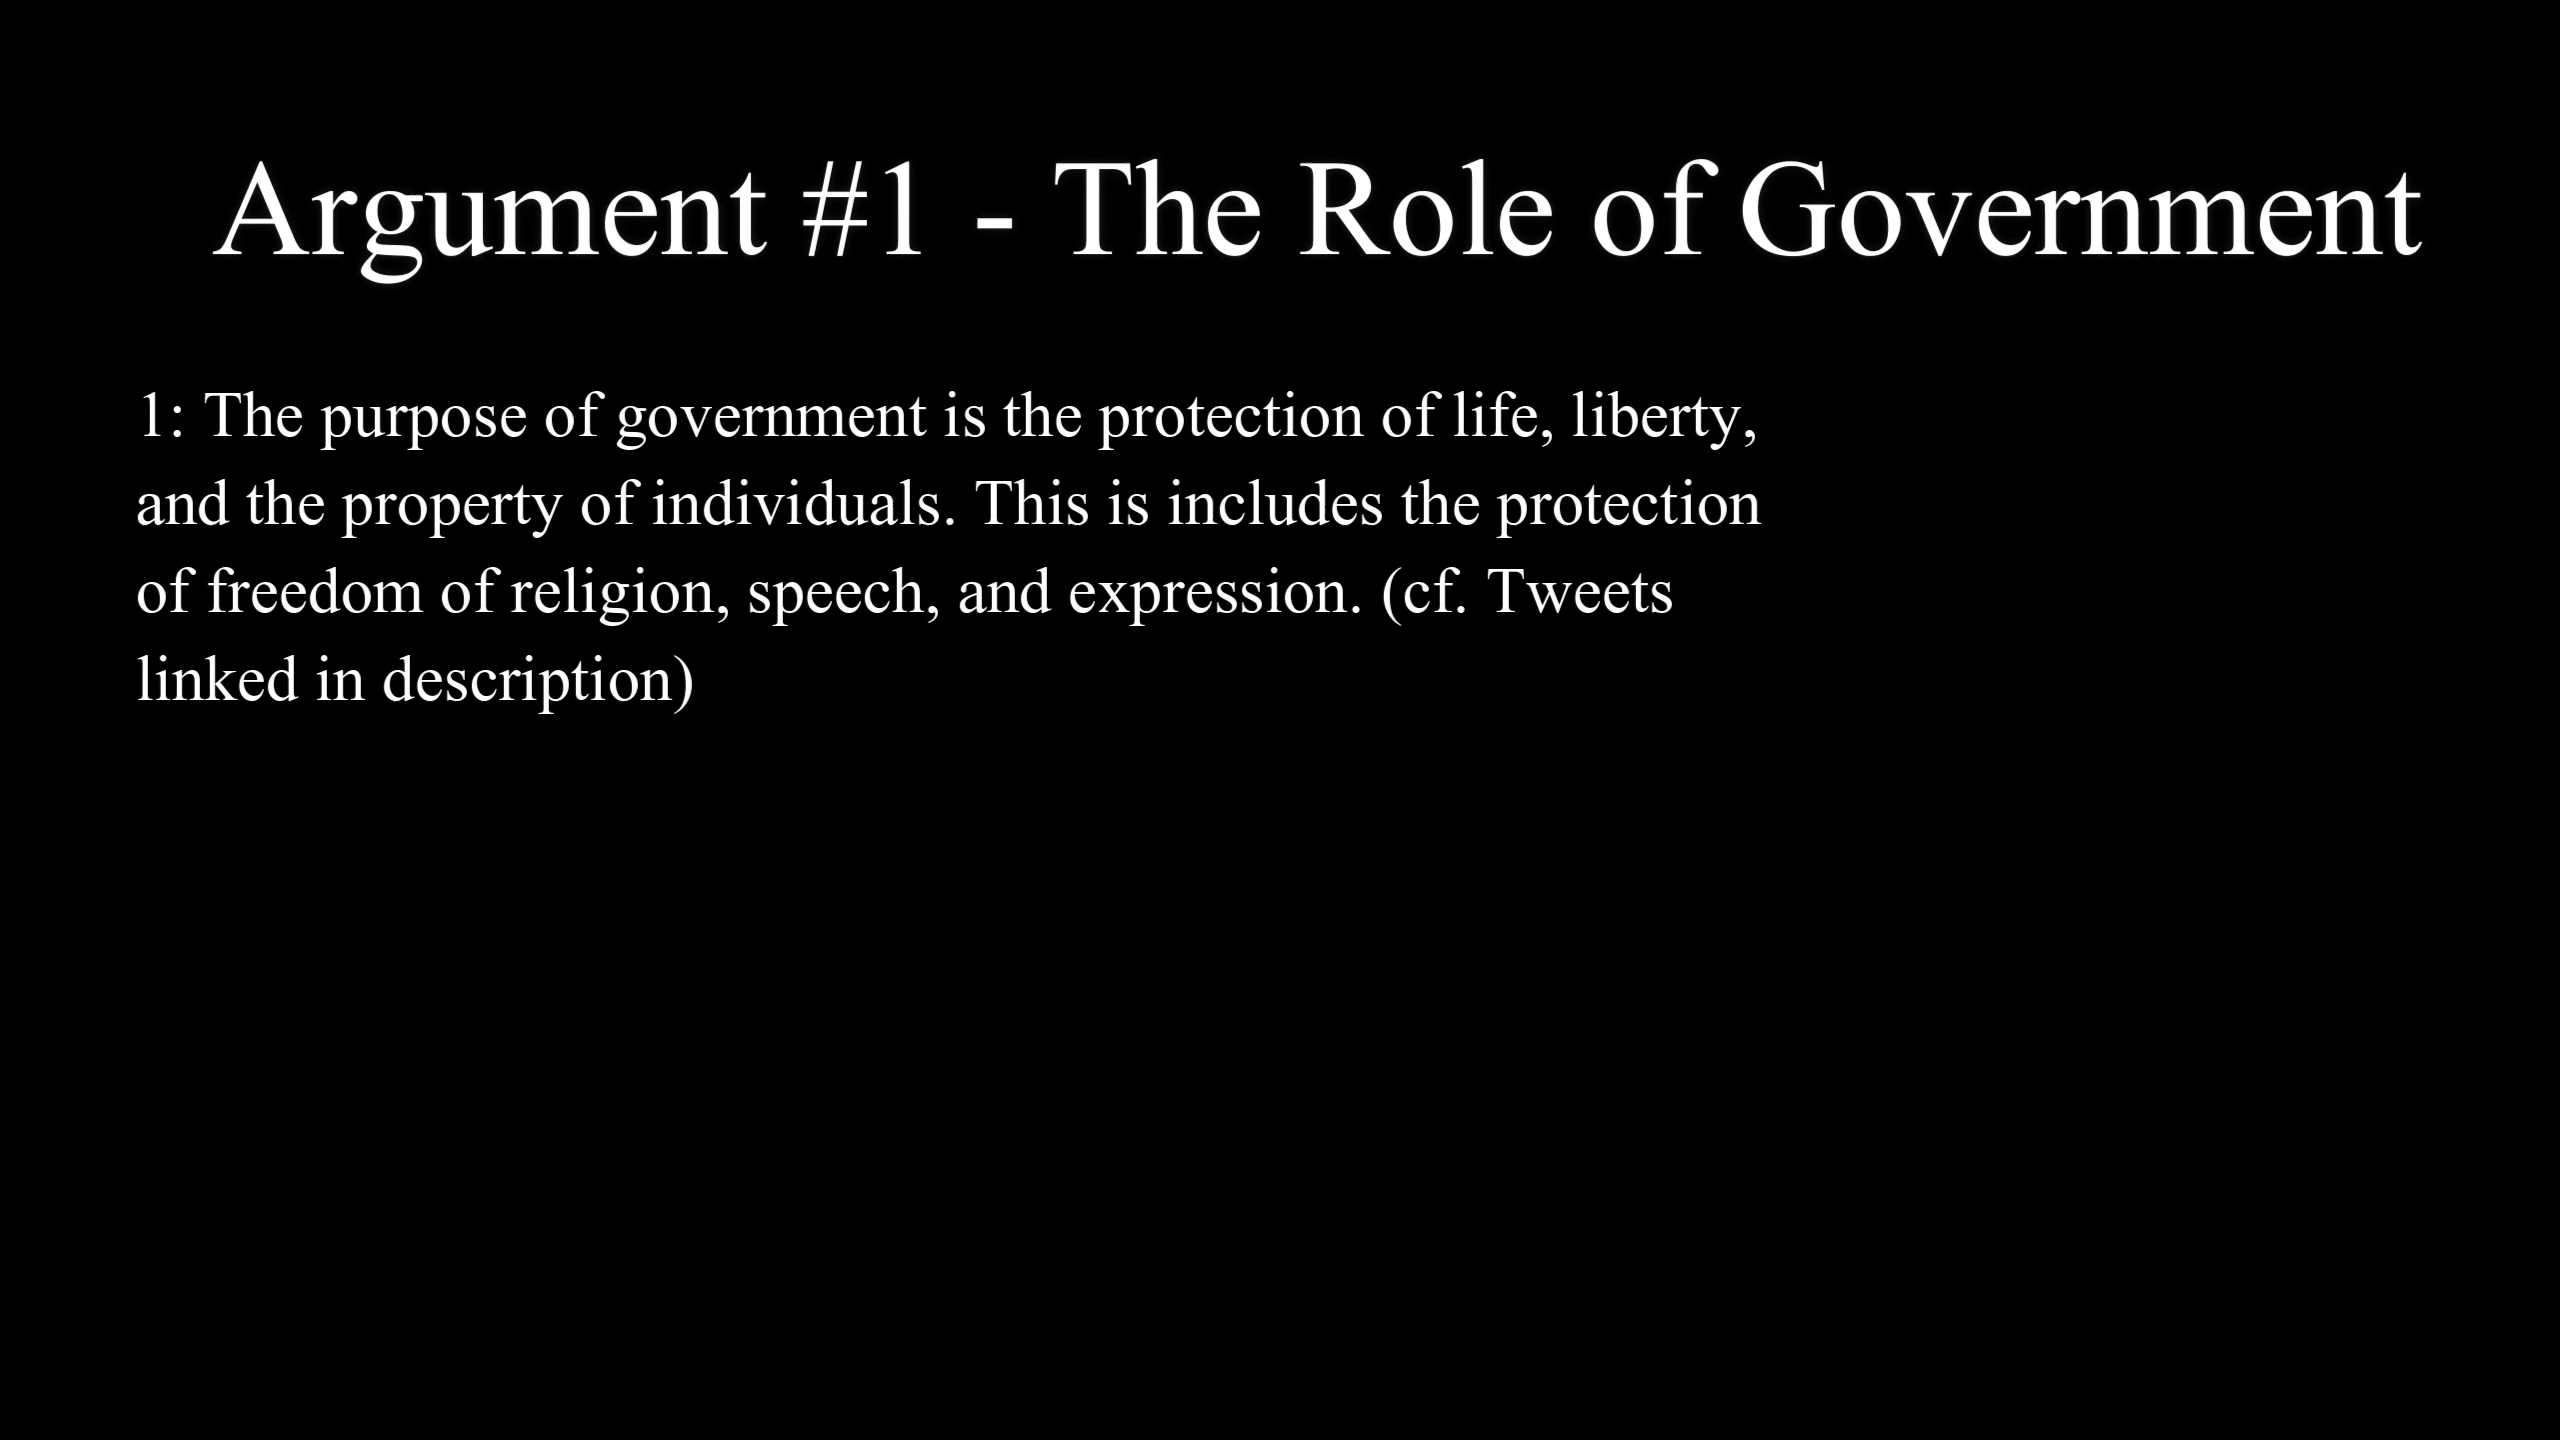 Argument #1 - The Role of Government
1: The purpose of government is the protection of life, liberty,
and the property of individuals. This is includes the protection
of freedom of religion, speech, and expression. (cf. Tweets
linked in description)